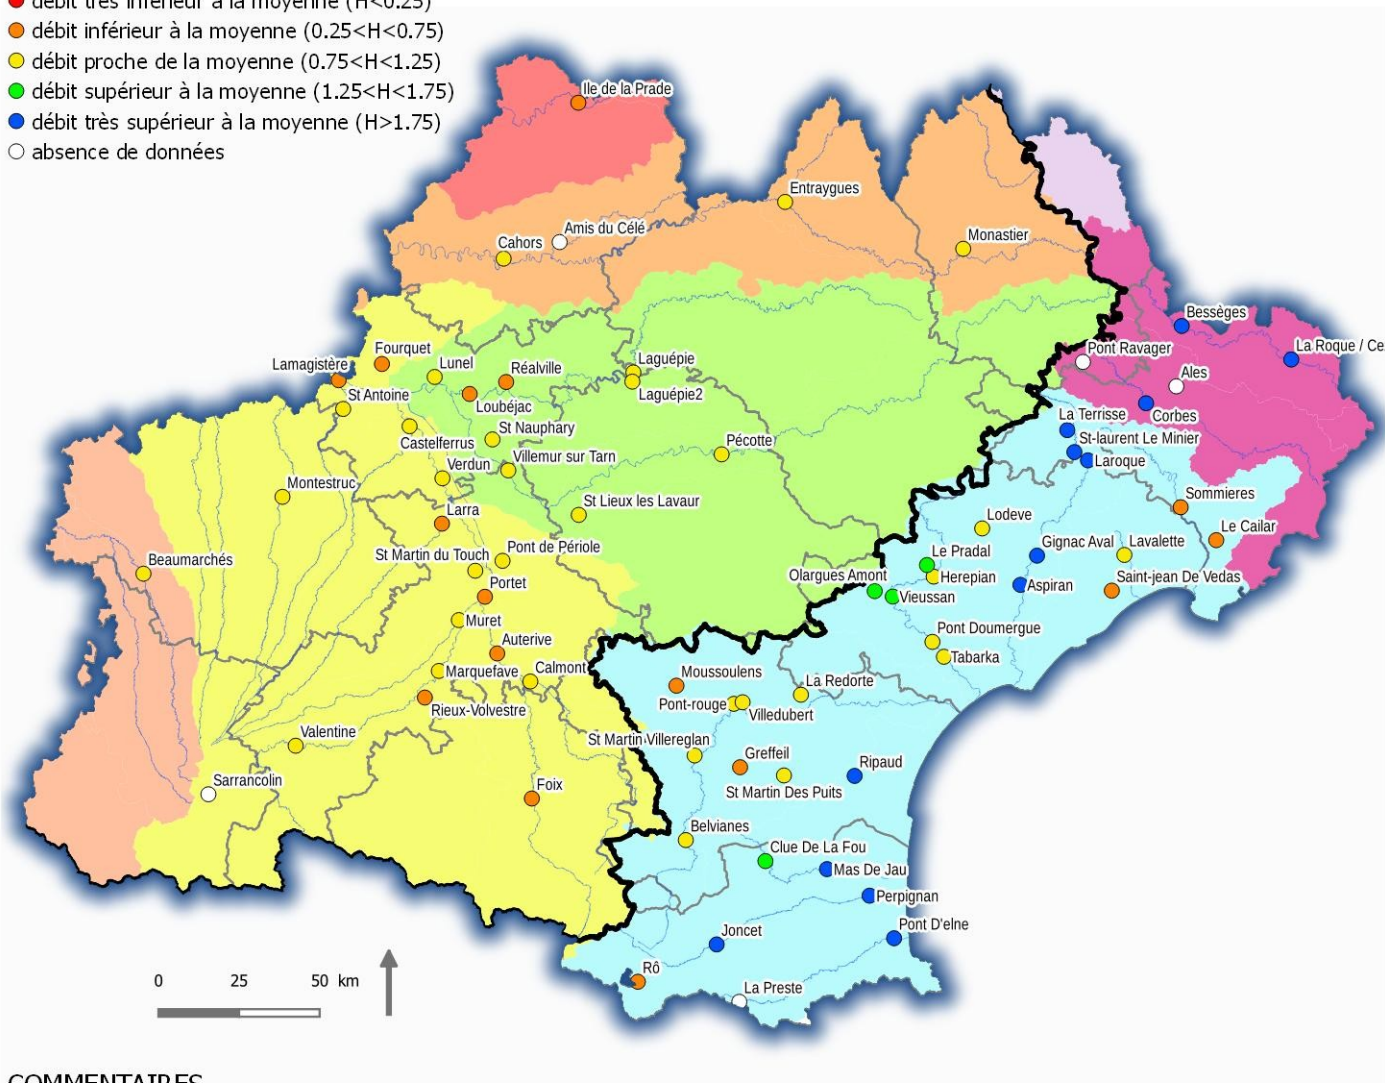 débit très inférieur à la moyenne (H<0.25)
débit inférieur à la moyenne (0.25<H<0.75)
débit proche de la moyenne (0.75<H<1.25)
débit supérieur à la moyenne (1.25<H<1.75)
débit très supérieur à la moyenne (H>1.75)
absence de données
Ile de la Prade
Entraygues
Amis du Célé
Cahors
Monastier
Bessèges
La Roque / Ce
Pont Ravager
Ales
Corbes
Fourquet
Lamagistère
Lunel
Réalville
Laguépie
Laguépie2
St Antoine
Loubéjac
La Terrisse
St-laurent Le Minier
Laroque
Castelferrus
St Nauphary
Pécotte
Villemur sur Tarn
Verdun
Montestruc
St Lieux les Lavaur
Sommieres
Larra
Lodeve
Le Cailar
St Martin du Touch
Pont de Périole
Beaumarchés
Le Pradal
Gignac Aval
Lavalette
Herepian
Portet
Olargues Amont
Aspiran
Saint-jean De Vedas
Vieussan
Muret
Pont Doumergue
Auterive
Tabarka
Marquefave
Calmont
Moussoulens
La Redorte
Rieux-Volvestre
Pont-rouge
Villedubert
Valentine
St Martin Villereglan
Greffeil
Ripaud
Sarrancolin
Foix
St Martin Des Puits
Belvianes
Clue De La Fou
Mas De Jau
Perpignan
Pont D'elne
Joncet
Rô
La Preste
0 25 50 km
COMMENTAIRES